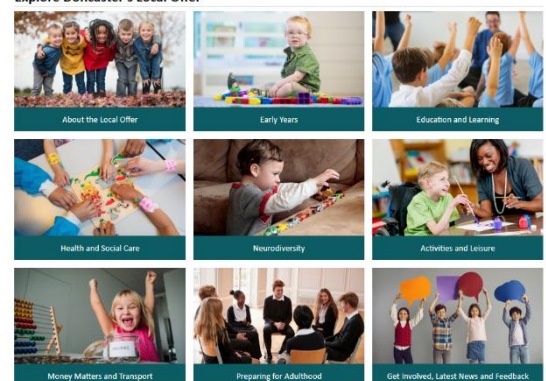 Explore Doncaster's Local Offer
About the Local Offer
Early Years
Education and Learning
Health and Social Care
Neurodiversity
Activities and Leisure
Money Matters and Transport
Preparing for Adulthood
Get Involved, Latest News and Feedback